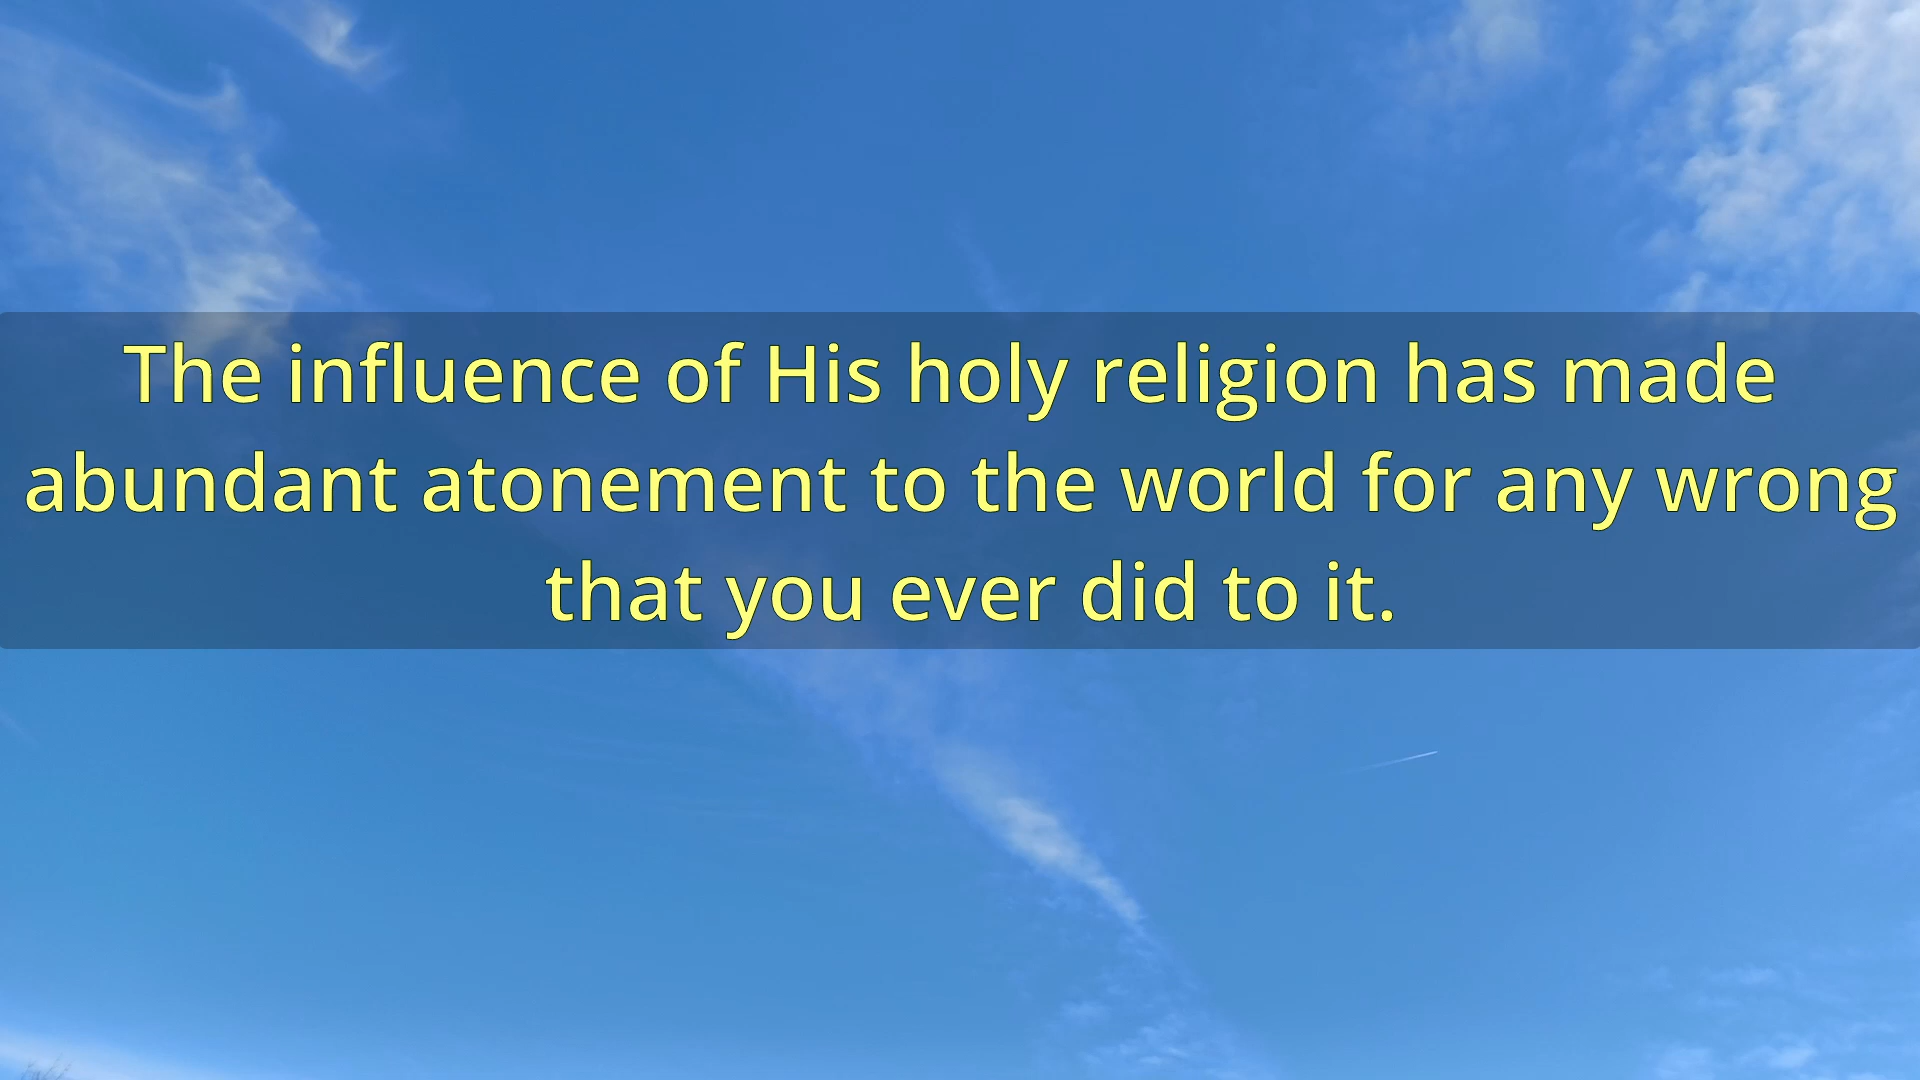 The influence of His holy religion has made
abundant atonement to the world for any wrong
that you ever did to it.